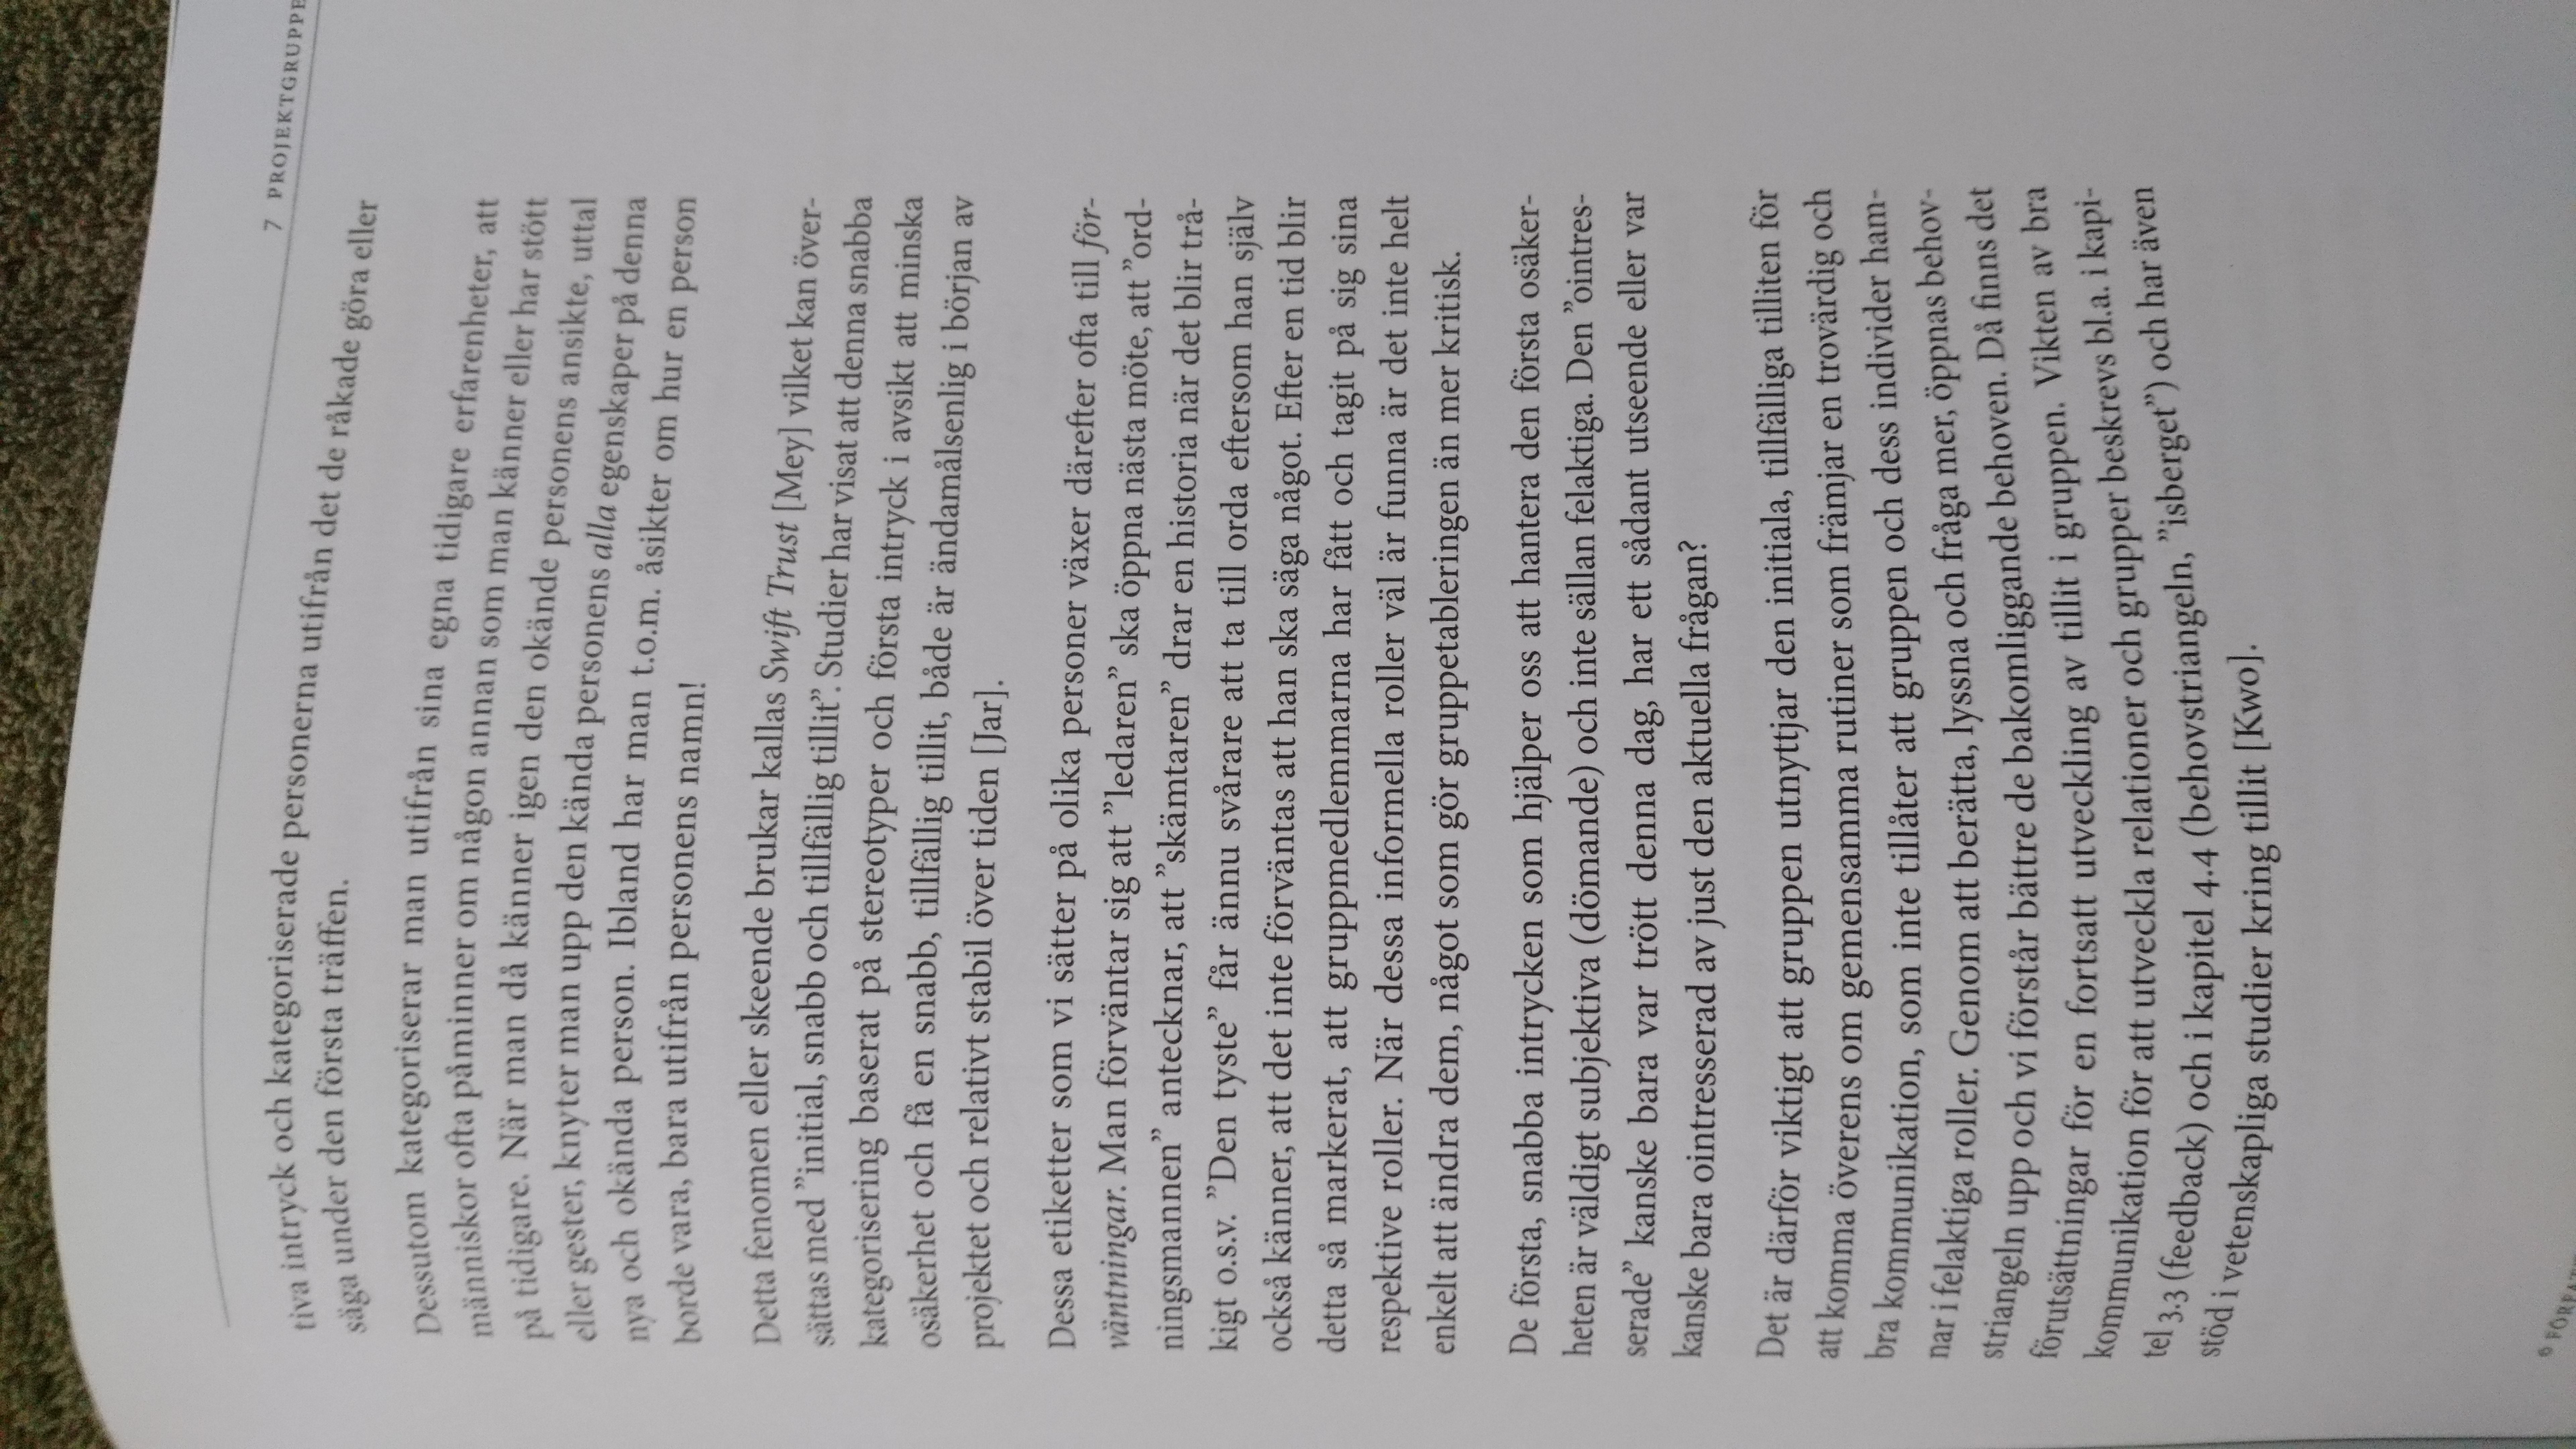 7 PROJEKTGRUPPE
tiva intryck och kategoriserade personerna utifrån det de råkade göra eller
säga under den första träffen.
Dessutom kategoriserar man utifrån sina egna tidigare erfarenheter, att
människor ofta påminner om någon annan som man känner eller har stött
på tidigare. När man då känner igen den okände personens ansikte, uttal
eller gester, knyter man upp den kända personens alla egenskaper på denna
nya och okända person. Ibland har man t.o.m. åsikter om hur en person
borde vara, bara utifrån personens namn!
Detta fenomen eller skeende brukar kallas Swift Trust [Mey] vilket kan över-
sättas med ”initial, snabb och tillfällig tillit”. Studier har visat att denna snabba
kategorisering baserat på stereotyper och första intryck i avsikt att minska
osäkerhet och få en snabb, tillfällig tillit, både är ändamålsenlig i början av
projektet och relativt stabil över tiden [Jar].
Dessa etiketter som vi sätter på olika personer växer därefter ofta till för-
väntningar. Man förväntar sig att ”ledaren” ska öppna nästa möte, att ”ord-
ningsmannen” antecknar, att ”skämtaren” drar en historia när det blir trå-
kigt o.s.v. ”Den tyste” får ännu svårare att ta till orda eftersom han själv
också känner, att det inte förväntas att han ska säga något. Efter en tid blir
detta så markerat, att gruppmedlemmarna har fått och tagit på sig sina
respektive roller. När dessa informella roller väl är funna är det inte helt
enkelt att ändra dem, något som gör gruppetableringen än mer kritisk.
De första, snabba intrycken som hjälper oss att hantera den första osäker-
heten är väldigt subjektiva (dömande) och inte sällan felaktiga. Den ”ointres-
serade” kanske bara var trött denna dag, har ett sådant utseende eller var
kanske bara ointresserad av just den aktuella frågan?
Det är därför viktigt att gruppen utnyttjar den initiala, tillfälliga tilliten för
att komma överens om gemensamma rutiner som främjar en trovärdig och
bra kommunikation, som inte tillåter att gruppen och dess individer ham-
nar i felaktiga roller. Genom att berätta, lyssna och fråga mer, öppnas behov-
striangeln upp och vi förstår bättre de bakomliggande behoven. Då finns det
förutsättningar för en fortsatt utveckling av tillit i gruppen. Vikten av bra
kommunikation för att utveckla relationer och grupper beskrevs bl.a. i kapi-
tel 3.3 (feedback) och i kapitel 4.4 (behovstriangeln, ”isberget”) och har även
stöd i vetenskapliga studier kring tillit [Kwo].